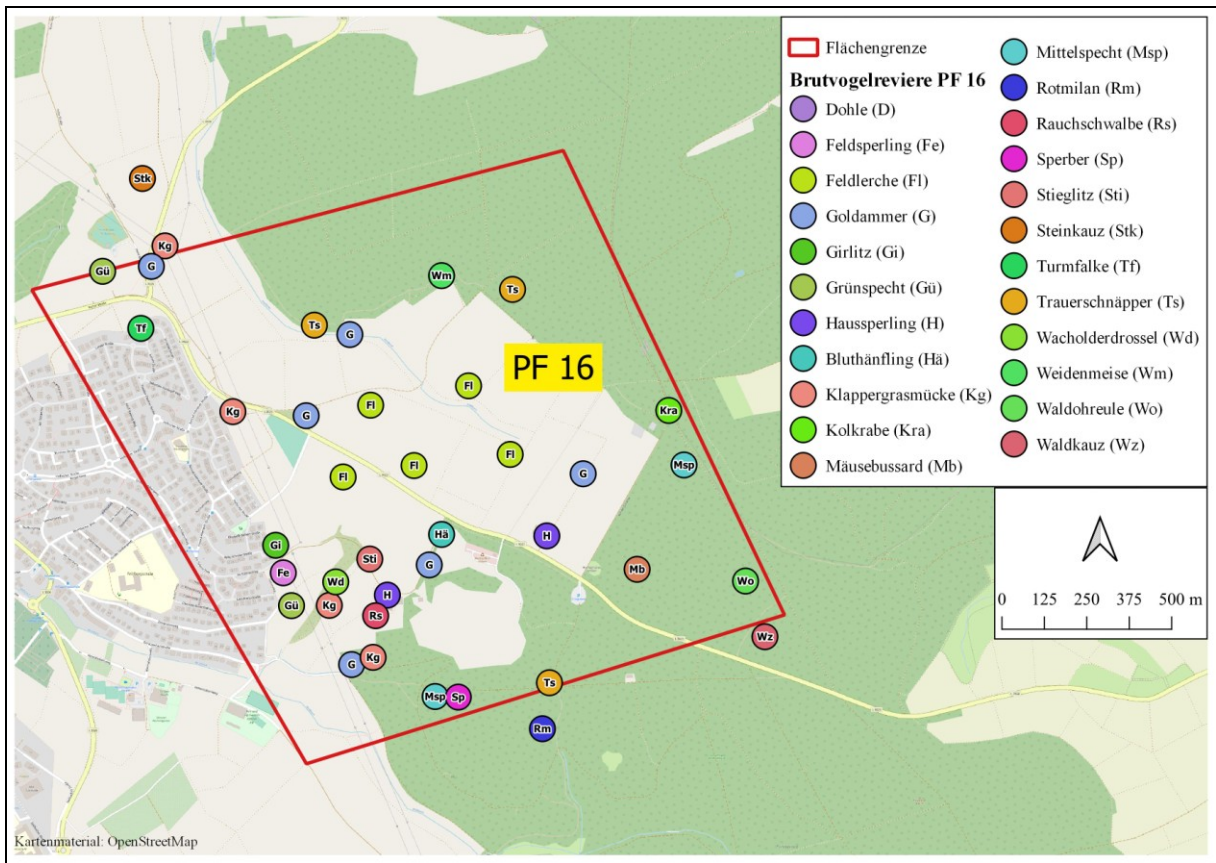 Flächengrenze
Brutvogelreviere PF 16
Dohle (D)
Feldsperling (Fe)
Feldlerche (Fl)
Goldammer (G)
Girlitz (Gi)
Grünspecht (Gü)
Haussperling (H)
Bluthänfling (Hä)
Klappergrasmücke (Kg)
Kolkrabe (Kra)
Mäusebussard (Mb)
Mittelspecht (Msp)
Rotmilan (Rm)
Rauchschwalbe (Rs)
Sperber (Sp)
Stieglitz (Sti)
Steinkauz (Stk)
Turmfalke (Tf)
Trauerschnäpper (Ts)
Wacholderdrossel (Wd)
Weidenmeise (Wm)
Waldohreule (Wo)
Waldkauz (Wz)
0 125 250 375 500 m
Stk
Kg
G
Gü
Wm
Ts
Tf
Ts
G
PF 16
Fl
Fl
Kg
G
Kra
Fl
Fl
Msp
G
Fl
Hä
H
Gi
Sti
G
Fe
Mb
Wd
Wo
H
Gü
Kg
Rs
Wz
Kg
G
Ts
Msp
Sp
Rm
Kartenmaterial: OpenStreetMap